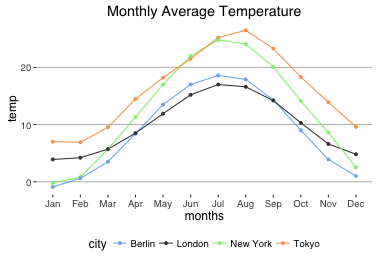 Monthly Average Temperature
temp
20
10
0
Jan Feb Mar Apr May Jun Jul Aug Sep Oct Nov Dec
months
city Berlin London New York Tokyo